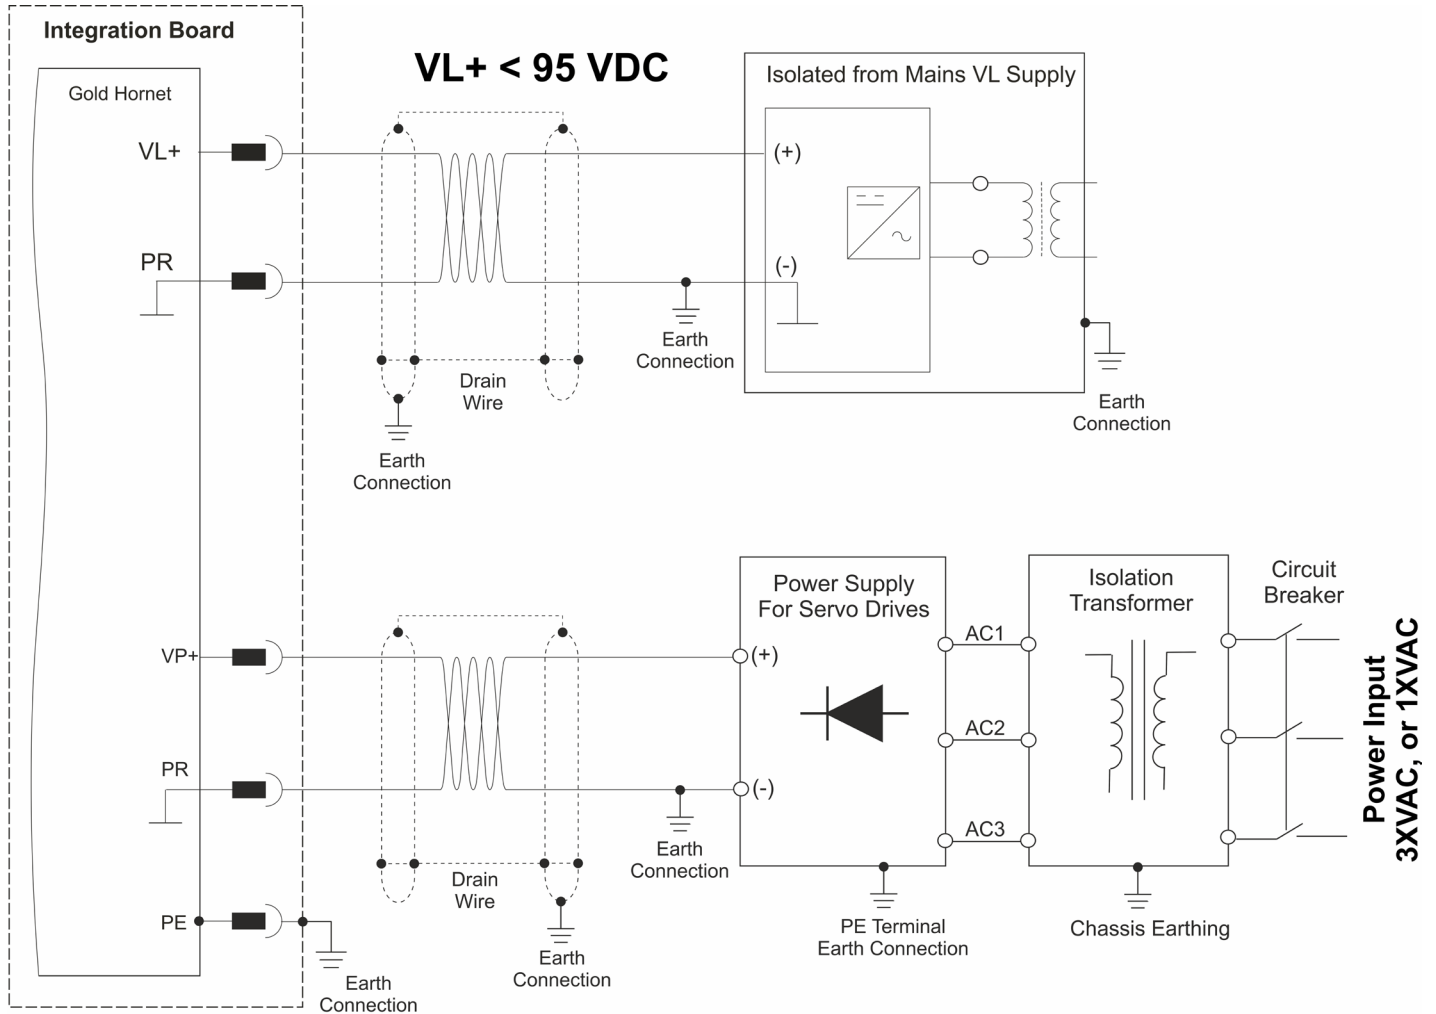 Integration Board
Gold Hornet
VL+ < 95 VDC
Isolated from Mains VL Supply
VL+
(+)
PR
(-)
Earth
Connection
Drain
Wire
Earth
Connection
Earth
Connection
Power Supply
For Servo Drives
Isolation
Transformer
Circuit
Breaker
VP+
(+)
AC1
AC2
PR
(-)
AC3
Power Input
3XVAC, or 1XVAC
Earth
Connection
Drain
Wire
PE
PE Terminal
Earth Connection
Chassis Earthing
Earth
Connection
Earth
Connection